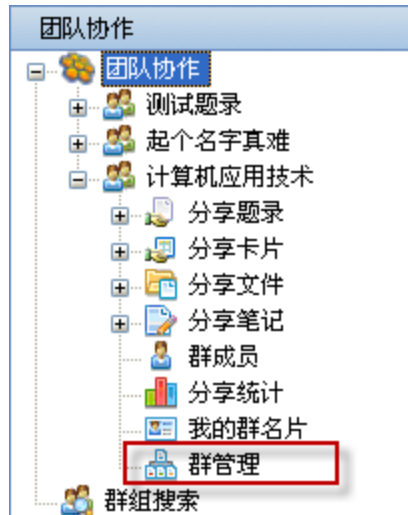 团队协作
团队协作
测试题录
起个名字真难
计算机应用技术
分享题录
分享卡片
分享文件
分享笔记
群成员
分享统计
我的群名片
群管理
群组搜索